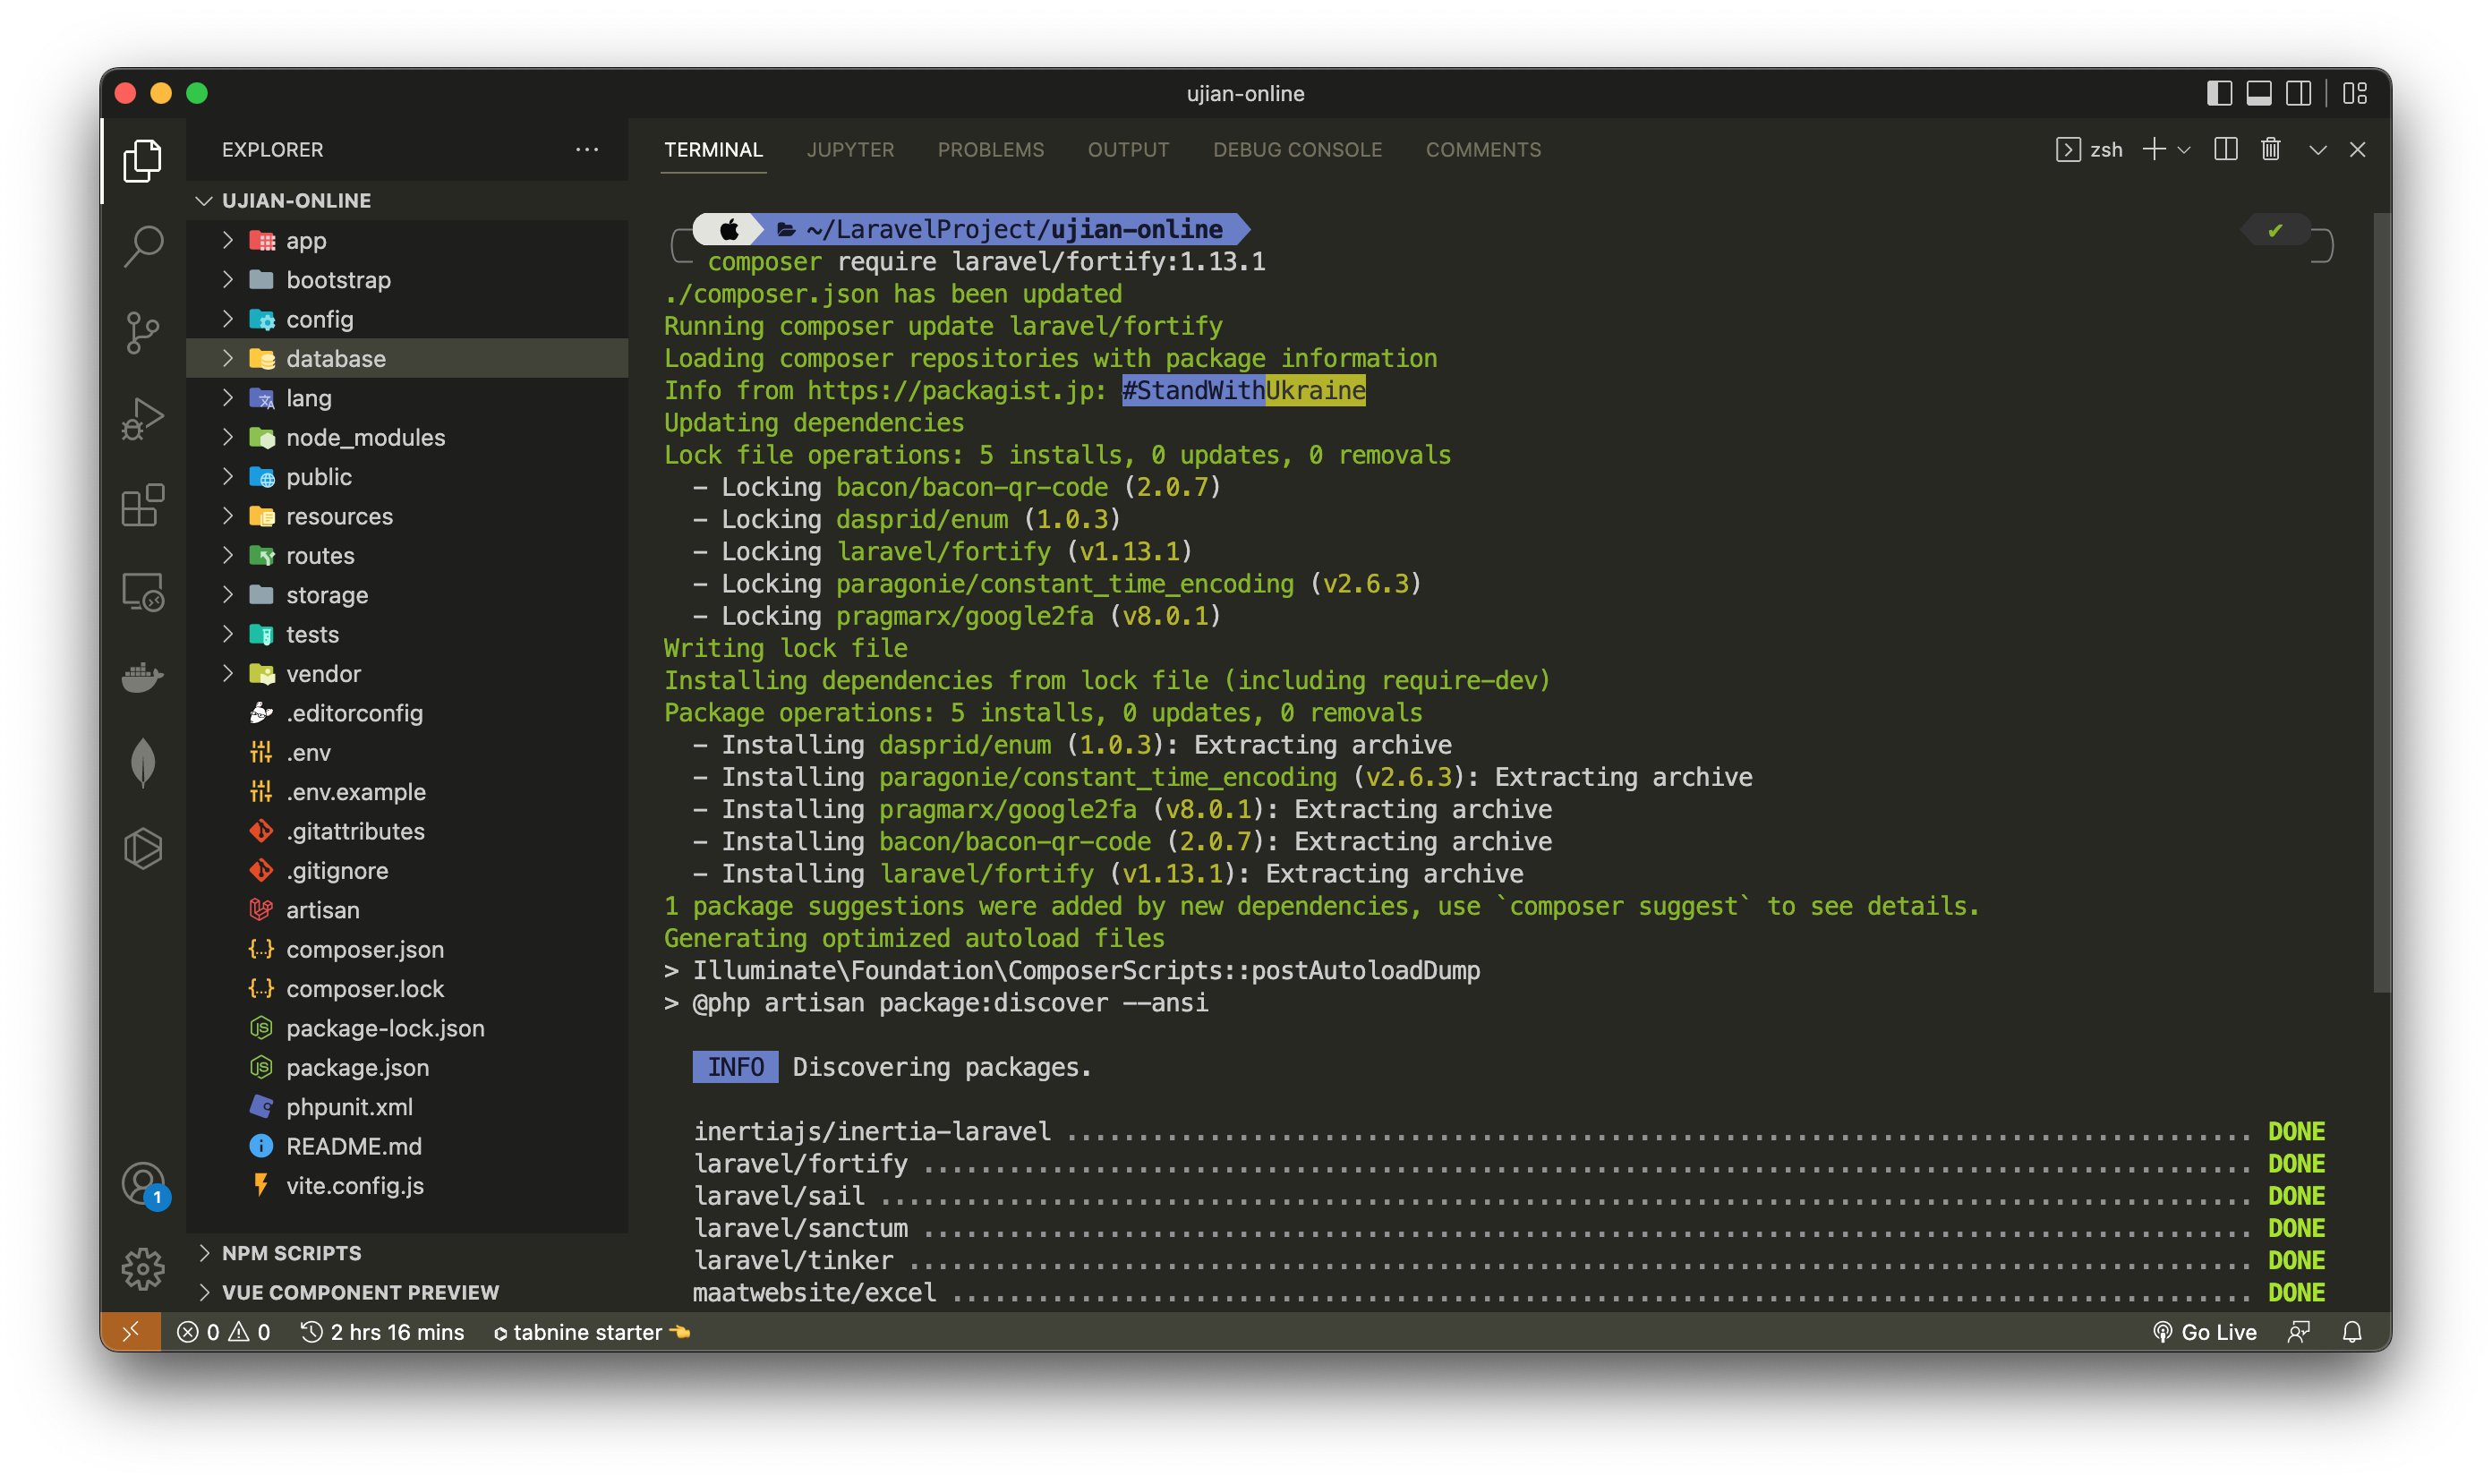 ujian-online
EXPLORER
UJIAN-ONLINE
app
bootstrap
config
database
lang
node_modules
public
resources
routes
storage
tests
vendor
.editorconfig
.env
.env.example
.gitattributes
.gitignore
artisan
composer.json
composer.lock
package-lock.json
package.json
phpunit.xml
README.md
vite.config.js
NPM SCRIPTS
VUE COMPONENT PREVIEW
1
TERMINAL JUPYTER PROBLEMS OUTPUT DEBUG CONSOLE COMMENTS zsh
~/LaravelProject/ujian-online ✔
composer require laravel/fortify:1.13.1
./composer.json has been updated
Running composer update laravel/fortify
Loading composer repositories with package information
Info from https://packagist.jp: #StandWithUkraine
Updating dependencies
Lock file operations: 5 installs, 0 updates, 0 removals
- Locking bacon/bacon-qr-code (2.0.7)
- Locking dasprid/enum (1.0.3)
- Locking laravel/fortify (v1.13.1)
- Locking paragonie/constant_time_encoding (v2.6.3)
- Locking pragmarx/google2fa (v8.0.1)
Writing lock file
Installing dependencies from lock file (including require-dev)
Package operations: 5 installs, 0 updates, 0 removals
- Installing dasprid/enum (1.0.3): Extracting archive
- Installing paragonie/constant_time_encoding (v2.6.3): Extracting archive
- Installing pragmarx/google2fa (v8.0.1): Extracting archive
- Installing bacon/bacon-qr-code (2.0.7): Extracting archive
- Installing laravel/fortify (v1.13.1): Extracting archive
1 package suggestions were added by new dependencies, use `composer suggest` to see details.
Generating optimized autoload files
> Illuminate\Foundation\ComposerScripts::postAutoloadDump
> @php artisan package:discover --ansi
INFO Discovering packages.
inertiajs/inertia-laravel ................................................................................... DONE
laravel/fortify ............................................................................................. DONE
laravel/sail ................................................................................................ DONE
laravel/sanctum ............................................................................................. DONE
laravel/tinker .............................................................................................. DONE
maatwebsite/excel ........................................................................................... DONE
0 0 2 hrs 16 mins tabnine starter 👈 Go Live